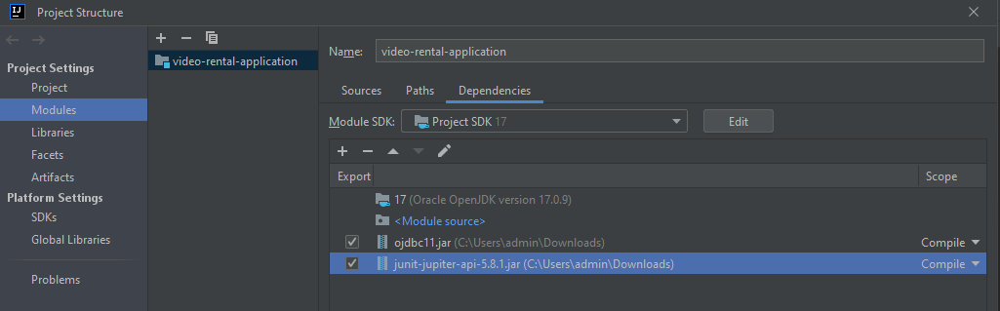 IJ Project Structure
Name: video-rental-application
Project Settings
Project
Modules
Libraries
Facets
Artifacts
Platform Settings
SDKs
Global Libraries
Problems
video-rental-application
Sources Paths Dependencies
Module SDK: Project SDK 17 Edit
Export Scope
17 (Oracle OpenJDK version 17.0.9)
<Module source>
ojdbc11.jar (C:\Users\admin\Downloads) Compile
junit-jupiter-api-5.8.1.jar (C:\Users\admin\Downloads) Compile